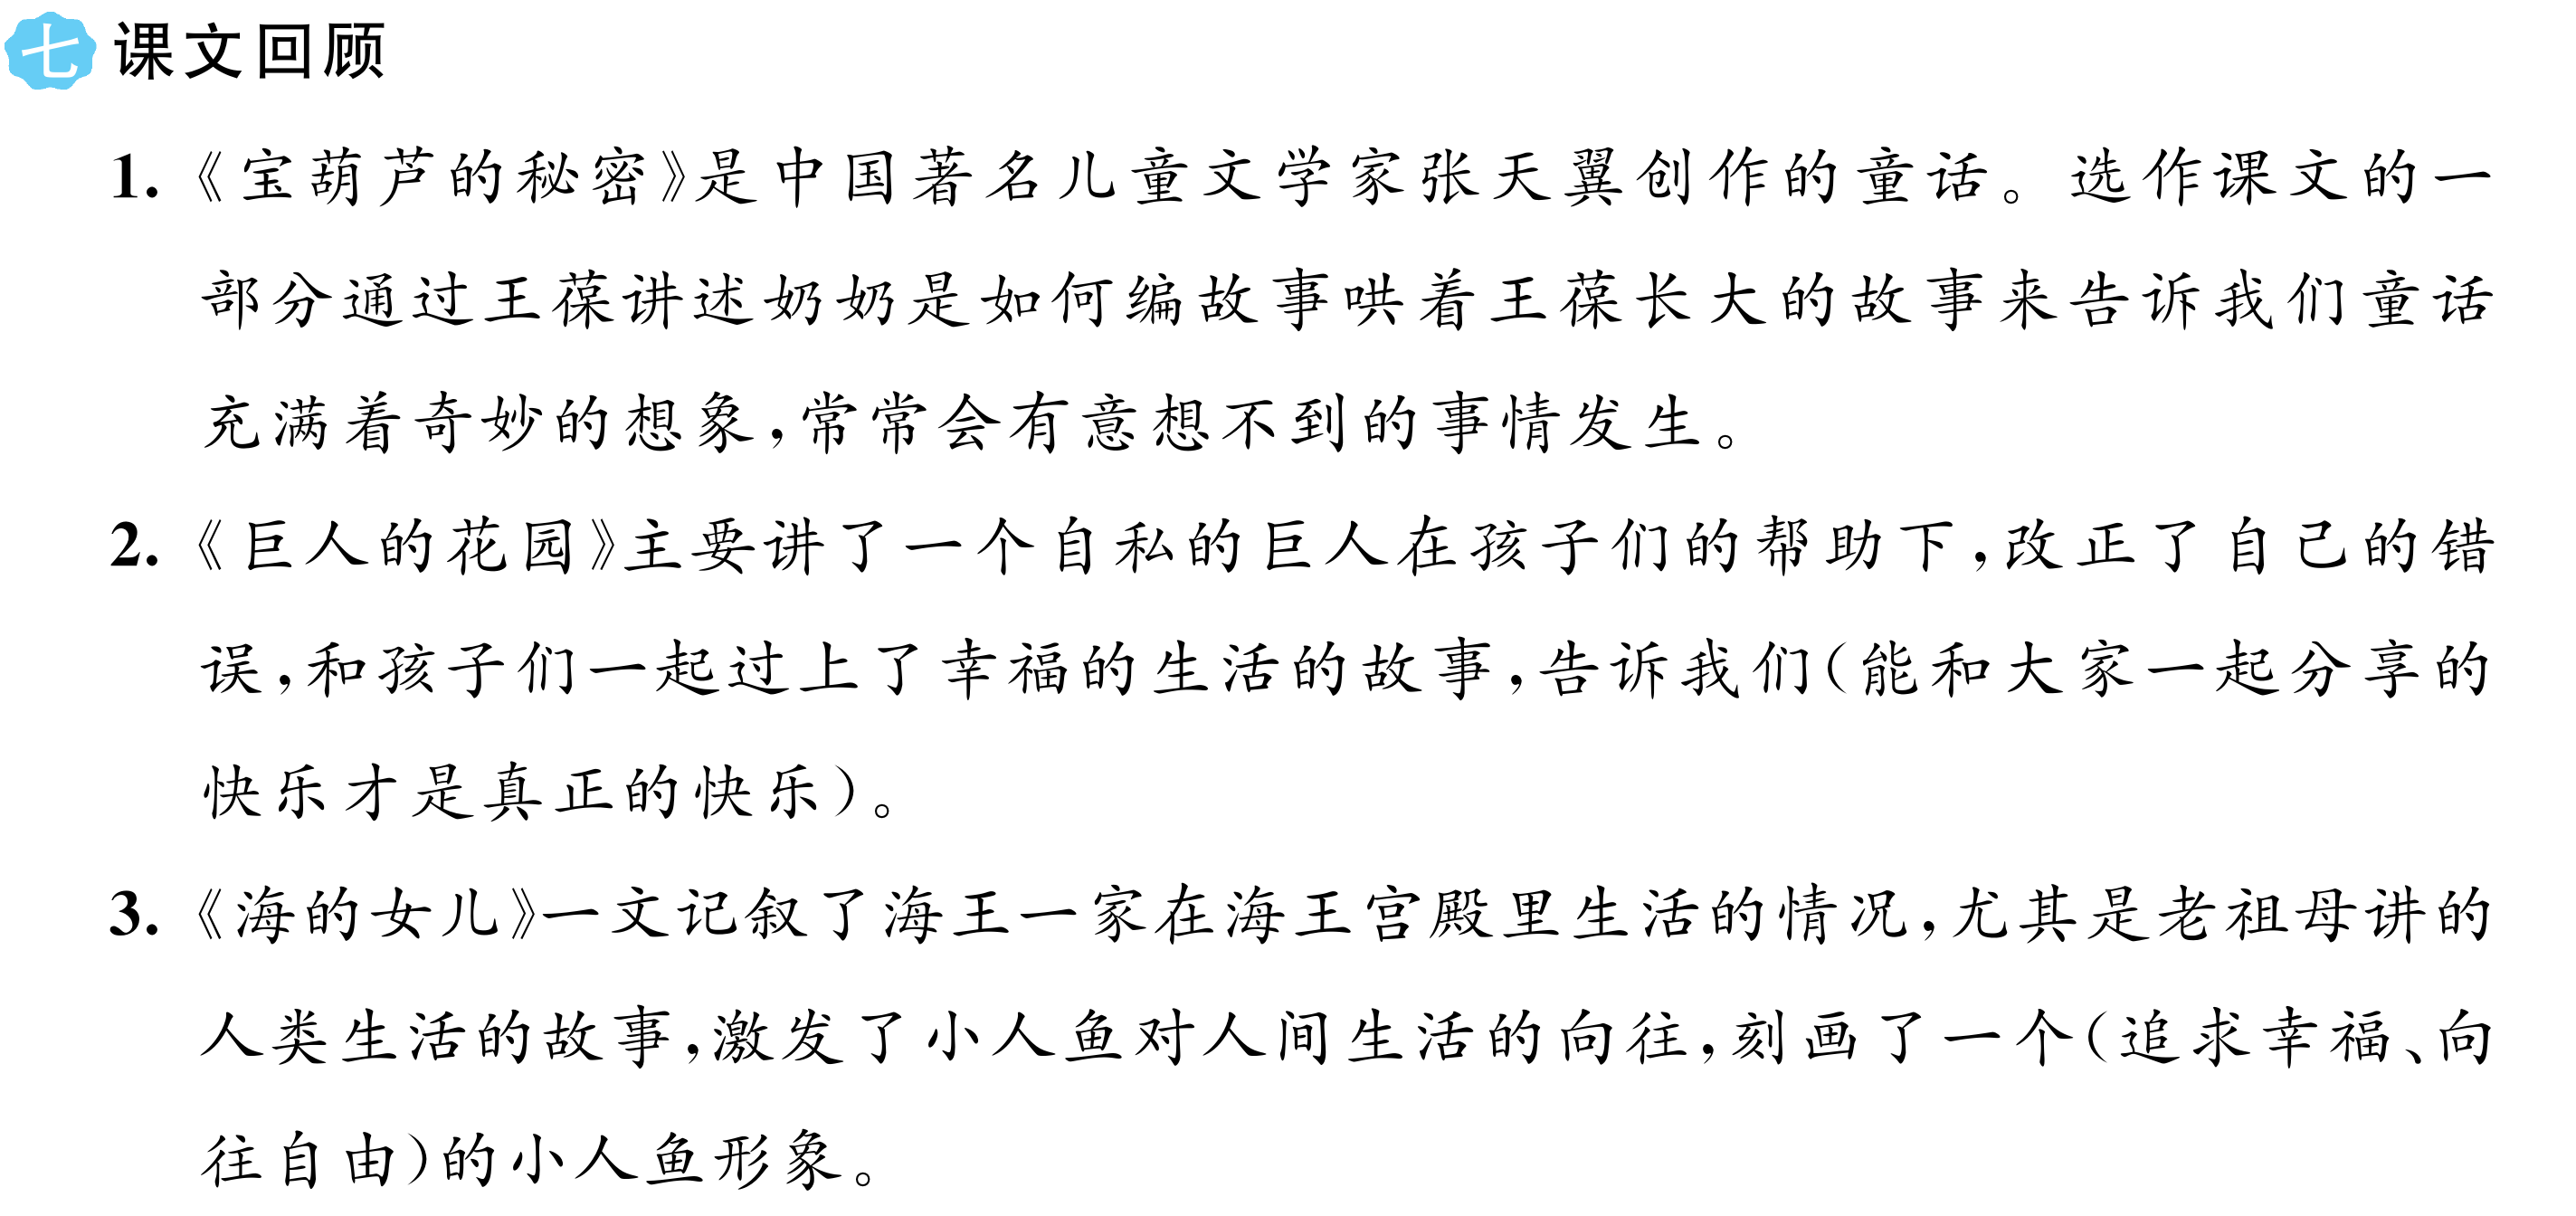 七 课文回顾
1.《宝葫芦的秘密》是中国著名儿童文学家张天翼创作的童话。选作课文的一
部分通过王葆讲述奶奶是如何编故事哄着王葆长大的故事来告诉我们童话
充满着奇妙的想象,常常会有意想不到的事情发生。
2.《巨人的花园》主要讲了一个自私的巨人在孩子们的帮助下,改正了自己的错
误,和孩子们一起过上了幸福的生活的故事,告诉我们(能和大家一起分享的
快乐才是真正的快乐)。
3.《海的女儿》一文记叙了海王一家在海王宫殿里生活的情况,尤其是老祖母讲的
人类生活的故事,激发了小人鱼对人间生活的向往,刻画了一个(追求幸福、向
往自由)的小人鱼形象。